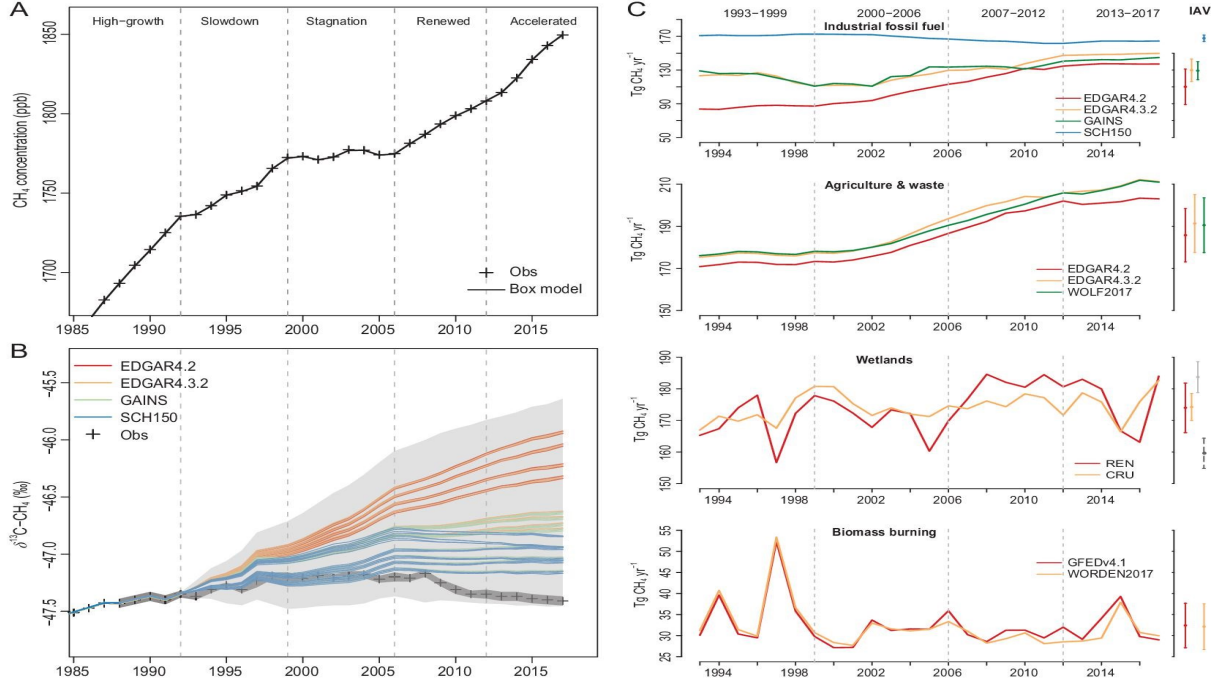 A
High−growth Slowdown Stagnation Renewed Accelerated
CH4 concentration (ppb)
1850
1800
1750
1700
Obs
Box model
1985 1990 1995 2000 2005 2010 2015
B
EDGAR4.2
EDGAR4.3.2
GAINS
SCH150
Obs
δ13C−CH4 (‰)
−45.5
−46.0
−46.5
−47.0
−47.5
1985 1990 1995 2000 2005 2010 2015
C
1993−1999 2000−2006 2007−2012 2013−2017 IAV
Industrial fossil fuel
Tg CH4 yr−1
170
130
90
50
EDGAR4.2
EDGAR4.3.2
GAINS
SCH150
1994 1998 2002 2006 2010 2014
Agriculture & waste
Tg CH4 yr−1
210
190
170
150
EDGAR4.2
EDGAR4.3.2
WOLF2017
1994 1998 2002 2006 2010 2014
Wetlands
Tg CH4 yr−1
190
180
170
160
150
REN
CRU
1994 1998 2002 2006 2010 2014
Biomass burning
Tg CH4 yr−1
55
50
45
40
35
30
25
GFEDv4.1
WORDEN2017
1994 1998 2002 2006 2010 2014